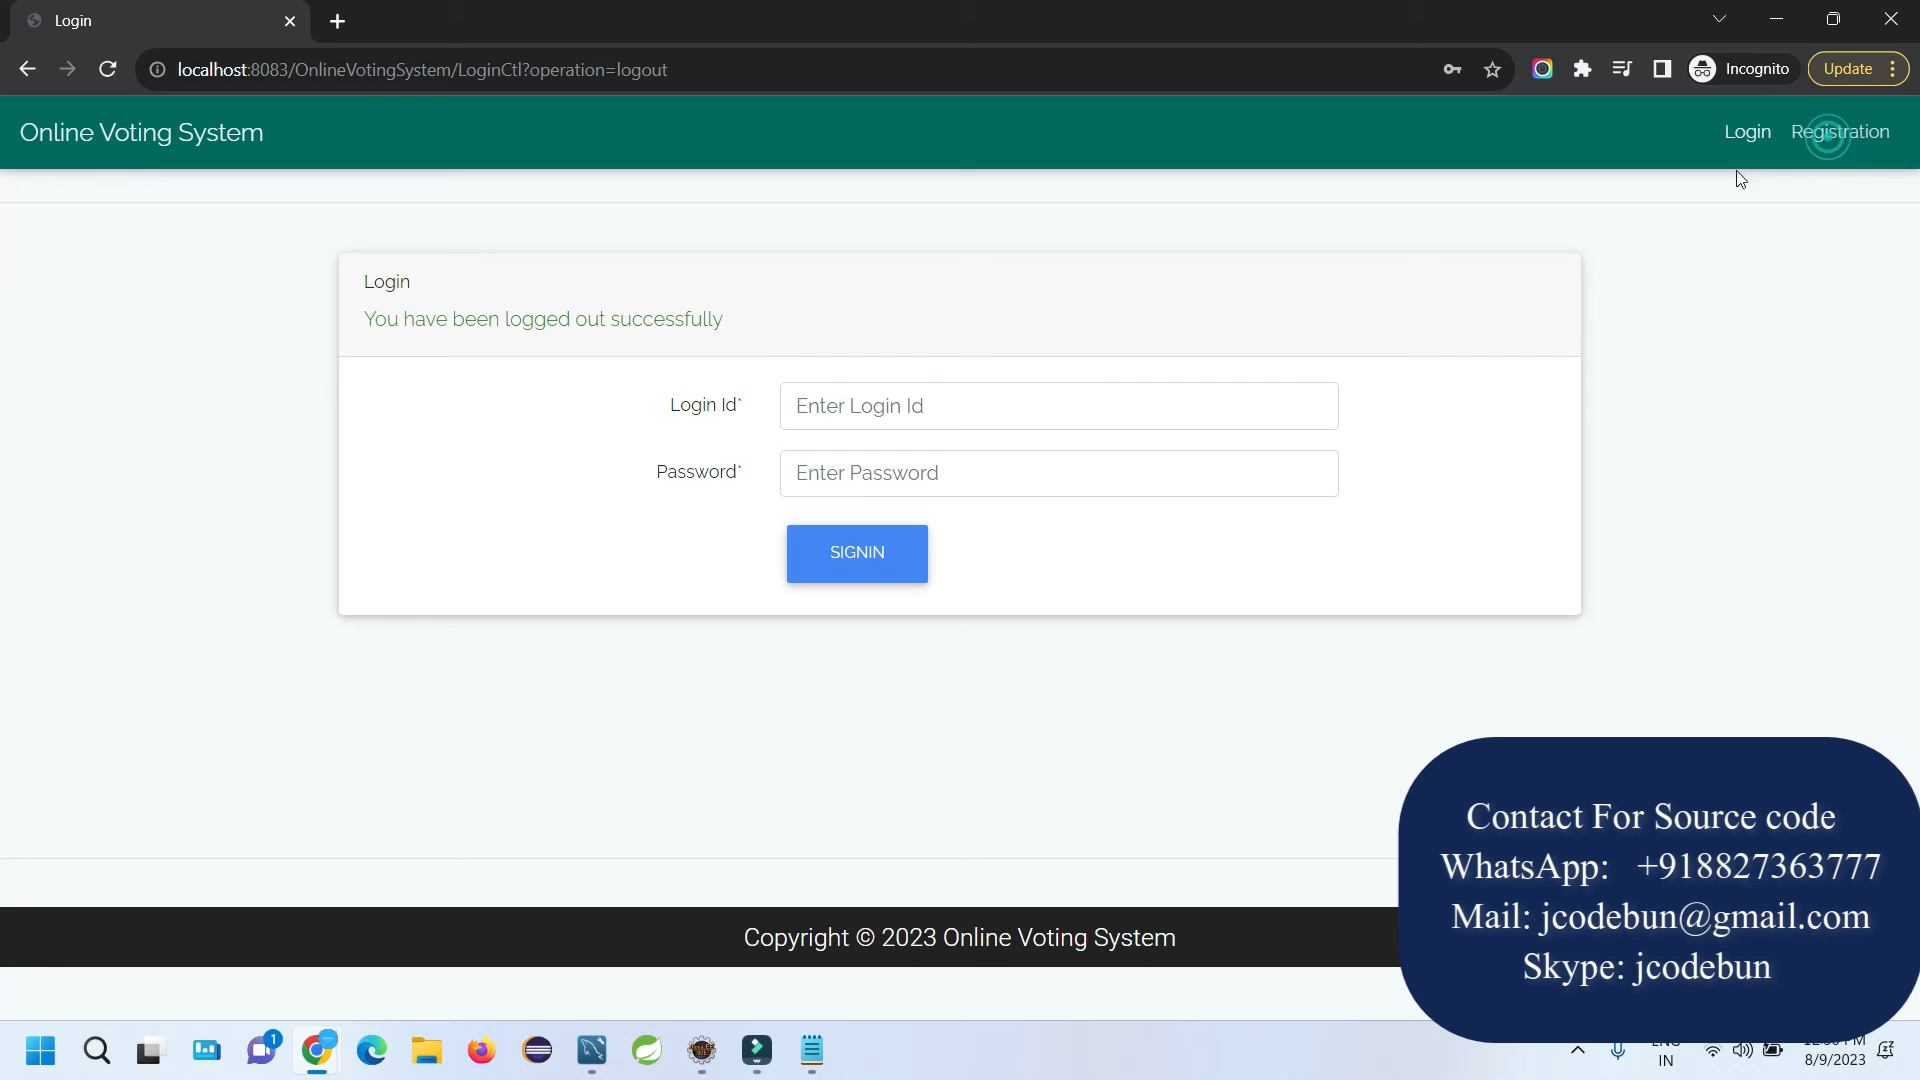 Login
localhost:8083/OnlineVotingSystem/LoginCtl?operation=logout
Incognito
Update
Online Voting System
Login
Registration
Login
You have been logged out successfully
Login Id*
Enter Login Id
Password*
Enter Password
SIGNIN
Contact For Source code
WhatsApp: +918827363777
Mail: jcodebun@gmail.com
Skype: jcodebun
Copyright © 2023 Online Voting System
1
IN
8/9/2023